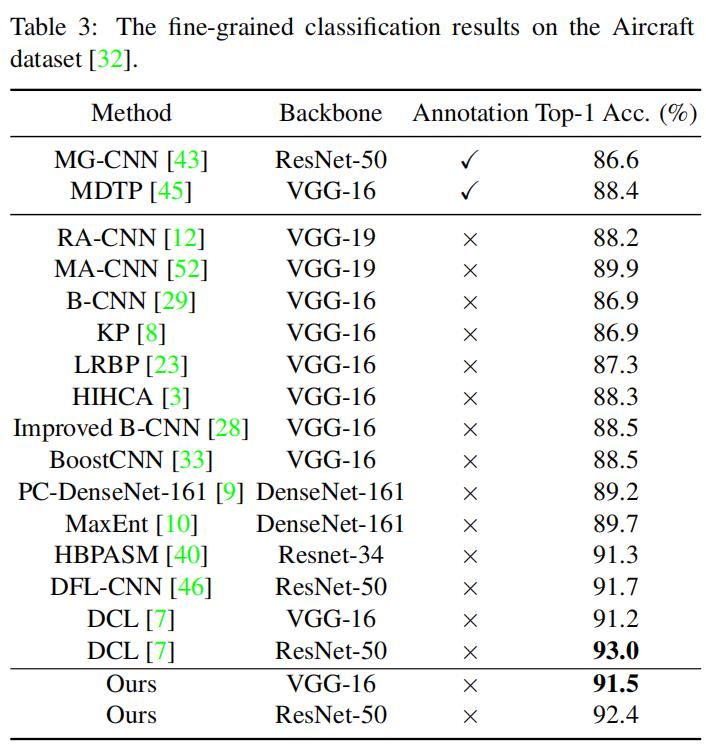 Table 3: The fine-grained classification results on the Aircraft
dataset [32].
Method Backbone Annotation Top-1 Acc. (%)
MG-CNN [43] ResNet-50 ✓ 86.6
MDTP [45] VGG-16 ✓ 88.4
RA-CNN [12] VGG-19 × 88.2
MA-CNN [52] VGG-19 × 89.9
B-CNN [29] VGG-16 × 86.9
KP [8] VGG-16 × 86.9
LRBP [23] VGG-16 × 87.3
HIHCA [3] VGG-16 × 88.3
Improved B-CNN [28] VGG-16 × 88.5
BoostCNN [33] VGG-16 × 88.5
PC-DenseNet-161 [9] DenseNet-161 × 89.2
MaxEnt [10] DenseNet-161 × 89.7
HBPASM [40] Resnet-34 × 91.3
DFL-CNN [46] ResNet-50 × 91.7
DCL [7] VGG-16 × 91.2
DCL [7] ResNet-50 × 93.0
Ours VGG-16 × 91.5
Ours ResNet-50 × 92.4